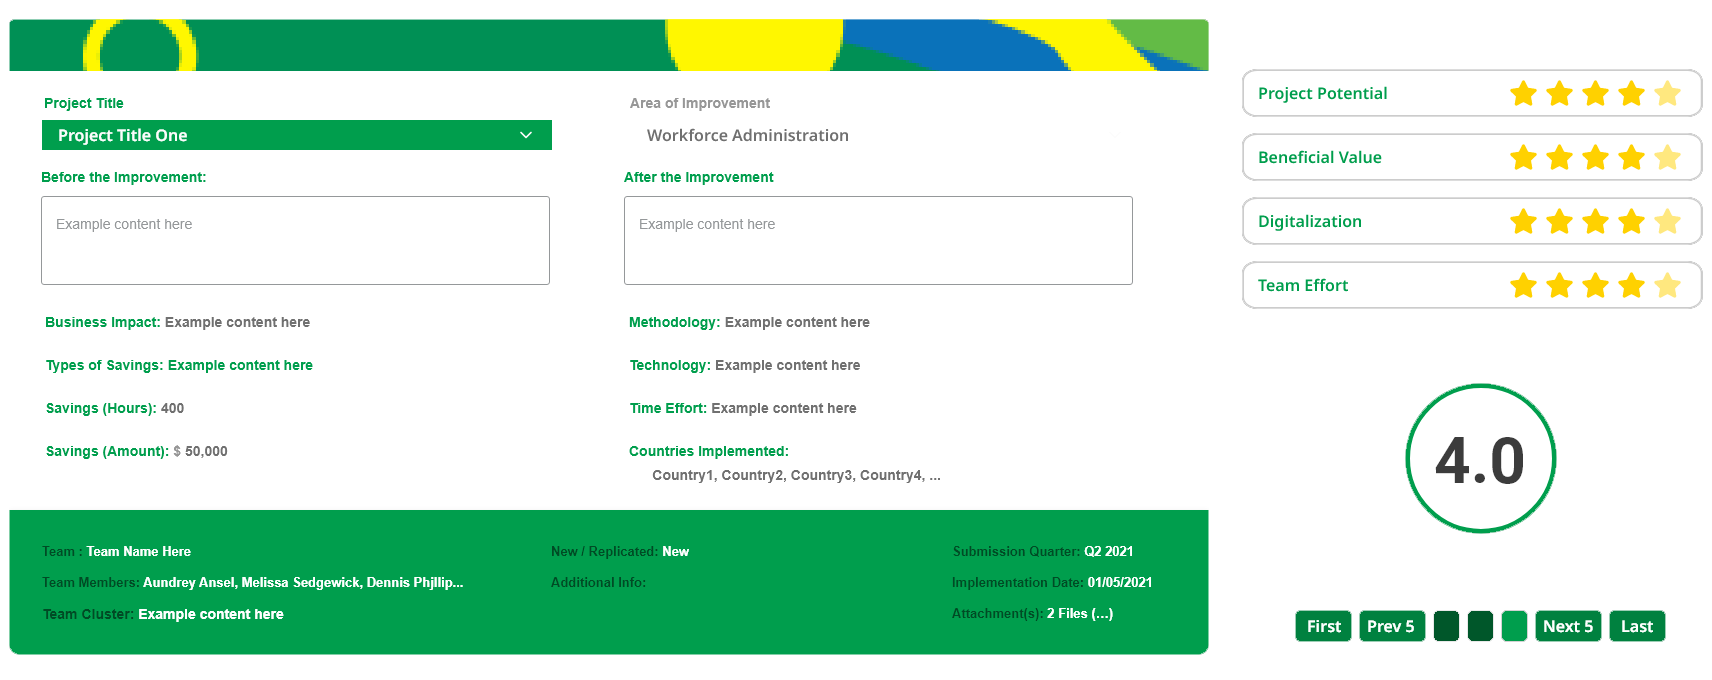 Project Title
Project Title One
Area of Improvement
Workforce Administration
Before the Improvement:
Example content here
After the Improvement
Example content here
Business Impact: Example content here
Types of Savings: Example content here
Savings (Hours): 400
Savings (Amount): $ 50,000
Methodology: Example content here
Technology: Example content here
Time Effort: Example content here
Countries Implemented:
Country1, Country2, Country3, Country4, ...
Team : Team Name Here
Team Members: Aundrey Ansel, Melissa Sedgewick, Dennis Phjllip...
Team Cluster: Example content here
New / Replicated: New
Additional Info:
Submission Quarter: Q2 2021
Implementation Date: 01/05/2021
Attachment(s): 2 Files (...)
Project Potential
Beneficial Value
Digitalization
Team Effort
4.0
First
Prev 5
Next 5
Last